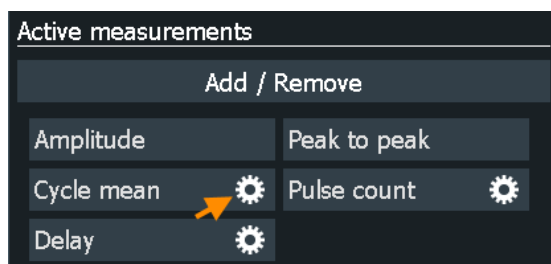 Active measurements
Add / Remove
Amplitude Peak to peak
Cycle mean Pulse count
Delay